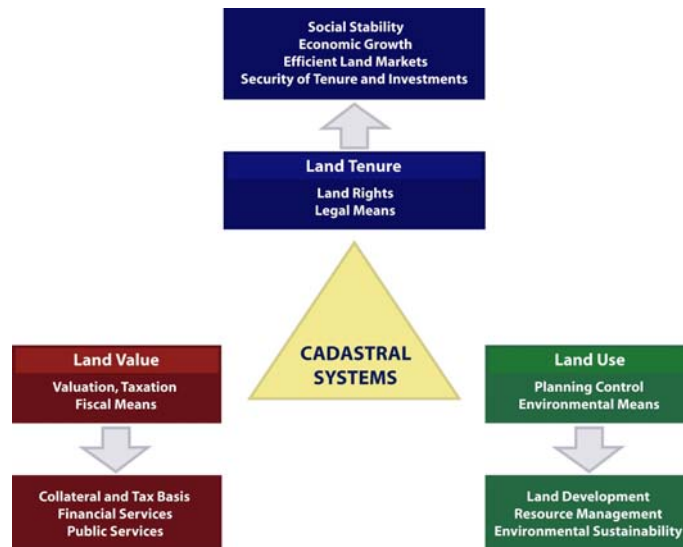 Social Stability
Economic Growth
Efficient Land Markets
Security of Tenure and Investments
Land Tenure
Land Rights
Legal Means
CADASTRAL
SYSTEMS
Land Value
Valuation, Taxation
Fiscal Means
Collateral and Tax Basis
Financial Services
Public Services
Land Use
Planning Control
Environmental Means
Land Development
Resource Management
Environmental Sustainability